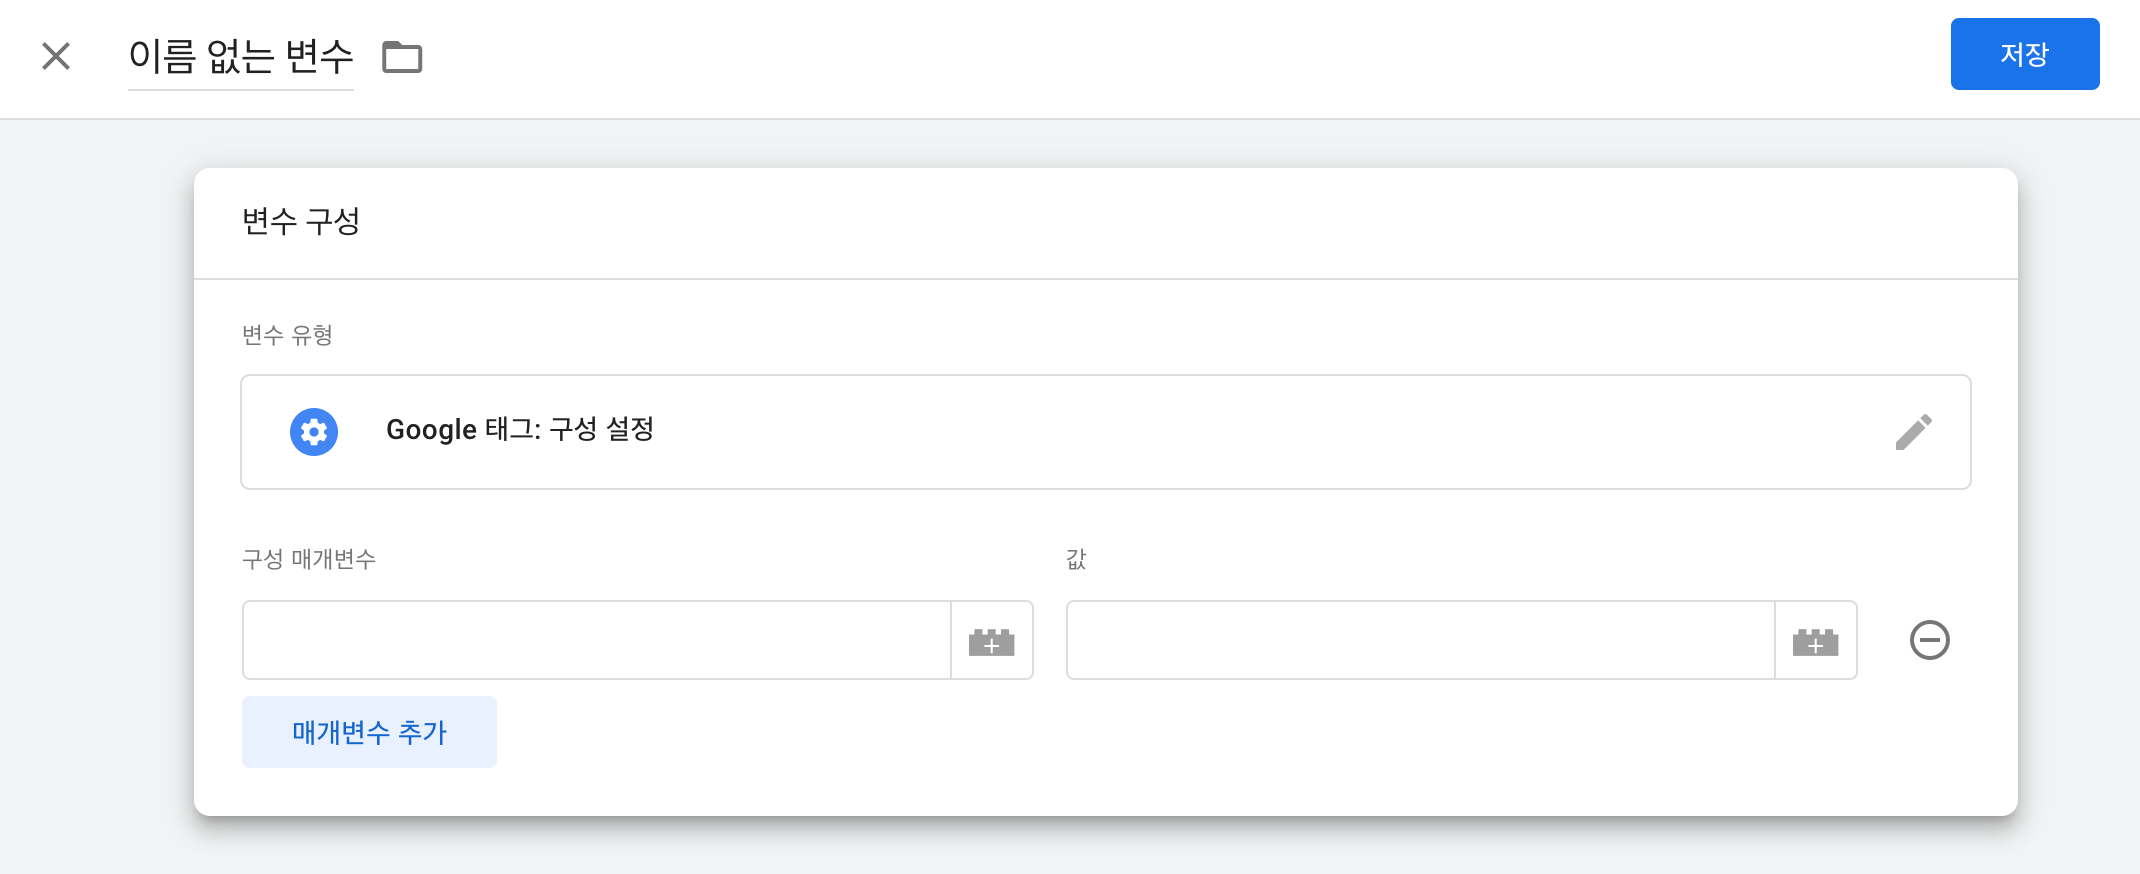 이름 없는 변수
저장
변수 구성
변수 유형
Google 태그: 구성 설정
구성 매개변수
값
매개변수 추가